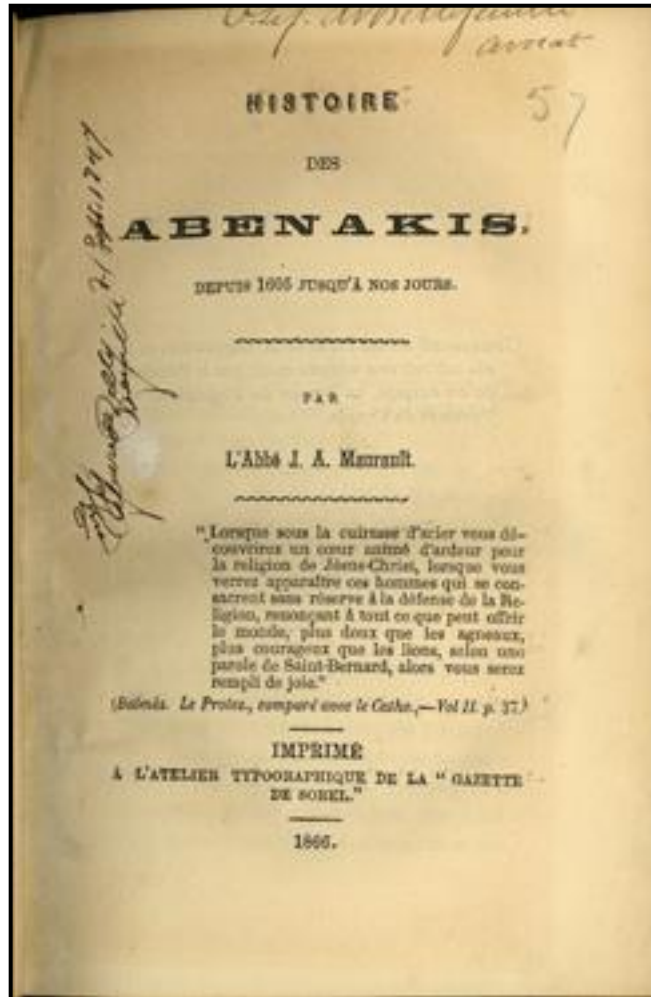 avocat
57
HISTOIRE
DES
ABENAKIS,
DEPUIS 1605 JUSQU'À NOS JOURS.
PAR
L'Abbé J. A. Maurault.
"Lorsque sous la cuirasse d'acier vous dé-
couvrirez un cœur animé d'ardeur pour
la religion de Jésus-Christ, lorsque vous
verrez apparaître ces hommes qui se con-
sacrent sans réserve à la défense de la Re-
ligion, renonçant à tout ce que peut offrir
le monde, plus doux que les agneaux,
plus courageux que les lions, selon une
parole de Saint-Bernard, alors vous serez
rempli de joie."
(Balmès. Le Protes., comparé avec le Catho.,—Vol II. p. 37.)
IMPRIMÉ
À L'ATELIER TYPOGRAPHIQUE DE LA "GAZETTE
DE SOREL."
1866.